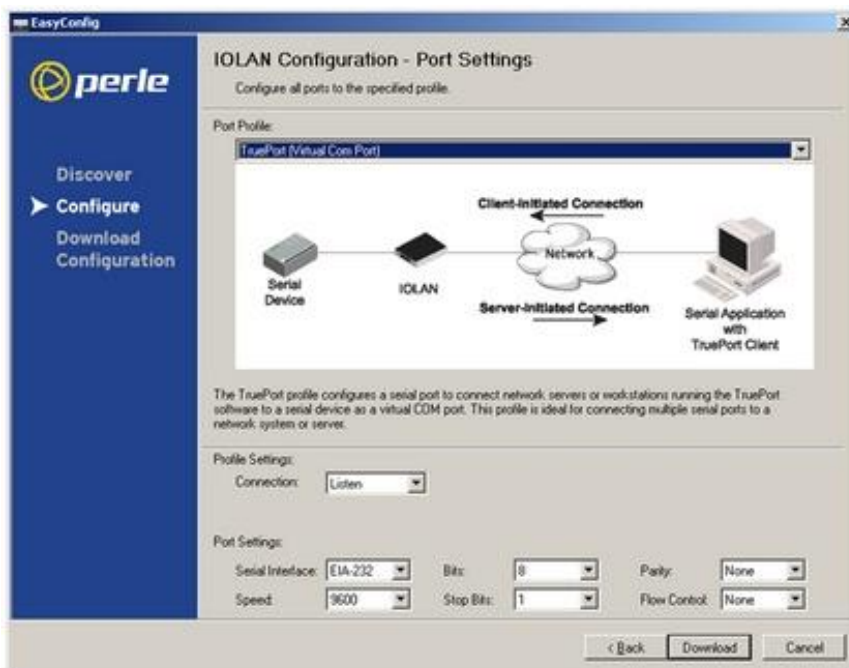 EasyConfig
perle
Discover
Configure
Download
Configuration
IOLAN Configuration - Port Settings
Configure all ports to the specified profile.
Port Profile:
TruePort (Virtual Com Port)
Client-Initiated Connection
Network
Serial
Device
IOLAN
Server-Initiated Connection
Serial Application
with
TruePort Client
The TruePort profile configures a serial port to connect network servers or workstations running the TruePort
software to a serial device as a virtual COM port. This profile is ideal for connecting multiple serial ports to a
network system or server.
Profile Settings:
Connection: Listen
Port Settings:
Serial Interface: EIA-232 Bits: 8 Parity: None
Speed: 9600 Stop Bits: 1 Flow Control: None
< Back Download Cancel